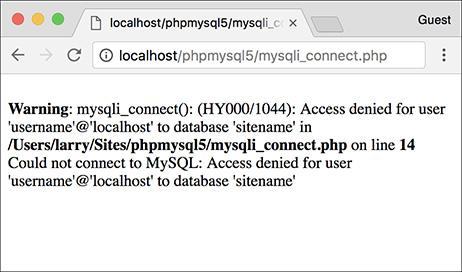 localhost/phpmysql5/mysqli_c
Guest
localhost/phpmysql5/mysqli_connect.php
Warning: mysqli_connect(): (HY000/1044): Access denied for user
'username'@'localhost' to database 'sitename' in
/Users/larry/Sites/phpmysql5/mysqli_connect.php on line 14
Could not connect to MySQL: Access denied for user
'username'@'localhost' to database 'sitename'